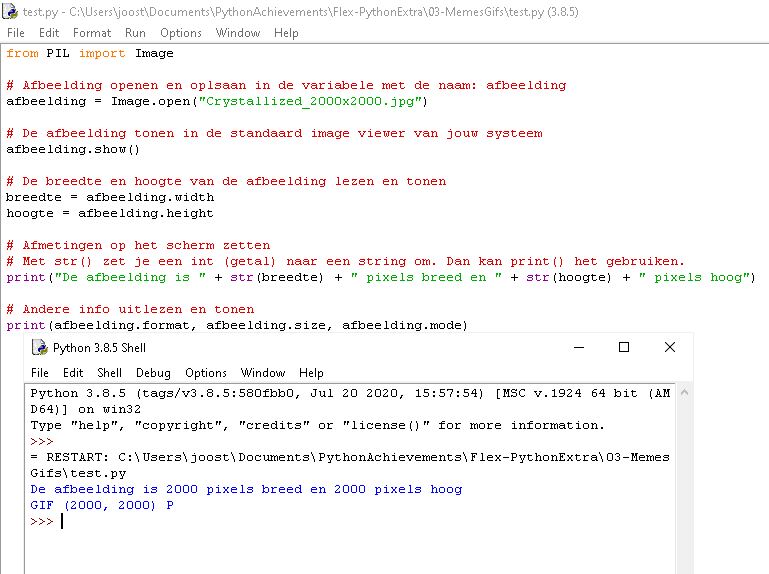 test.py - C:\Users\joost\Documents\PythonAchievements\Flex-PythonExtra\03-MemesGifs\test.py (3.8.5)
File Edit Format Run Options Window Help
from PIL import Image
# Afbeelding openen en oplsaan in de variabele met de naam: afbeelding
afbeelding = Image.open("Crystallized_2000x2000.jpg")
# De afbeelding tonen in de standaard image viewer van jouw systeem
afbeelding.show()
# De breedte en hoogte van de afbeelding lezen en tonen
breedte = afbeelding.width
hoogte = afbeelding.height
# Afmetingen op het scherm zetten
# Met str() zet je een int (getal) naar een string om. Dan kan print() het gebruiken.
print("De afbeelding is " + str(breedte) + " pixels breed en " + str(hoogte) + " pixels hoog")
# Andere info uitlezen en tonen
print(afbeelding.format, afbeelding.size, afbeelding.mode)
Python 3.8.5 Shell
File Edit Shell Debug Options Window Help
Python 3.8.5 (tags/v3.8.5:580fbb0, Jul 20 2020, 15:57:54) [MSC v.1924 64 bit (AM
D64)] on win32
Type "help", "copyright", "credits" or "license()" for more information.
>>>
= RESTART: C:\Users\joost\Documents\PythonAchievements\Flex-PythonExtra\03-Memes
Gifs\test.py
De afbeelding is 2000 pixels breed en 2000 pixels hoog
GIF (2000, 2000) P
>>>